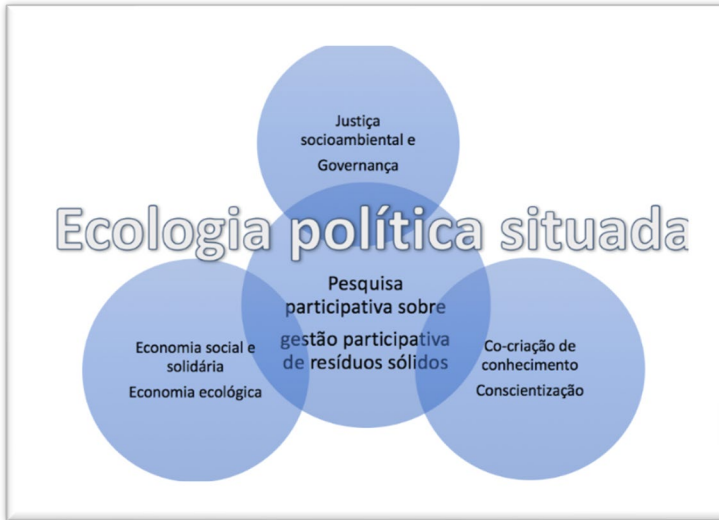 Justiça
socioambiental e
Governança
Ecologia política situada
Pesquisa
participativa sobre
gestão participativa
de resíduos sólidos
Economia social e
solidária
Economia ecológica
Co-criação de
conhecimento
Conscientização